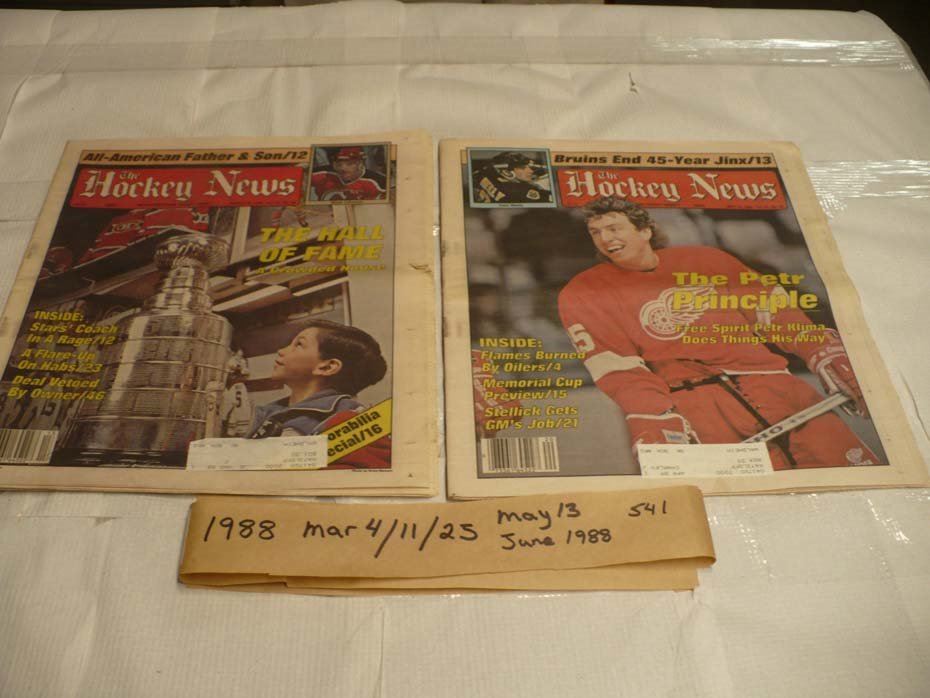 All-American Father & Son/12
The
Hockey News
THE HALL
OF FAME
A Crowded House!
INSIDE:
Stars' Coach
In A Rage/12
A Flare-Up
On Habs/23
Deal Vetoed
By Owner/46
orabilia
ecial/16
Bruins End 45-Year Jinx/13
The
Hockey News
The Petr
Principle
Free Spirit Petr Klima
Does Things His Way
INSIDE:
Flames Burned
By Oilers/4
Memorial Cup
Preview/15
Stellick Gets
GM's Job/21
1988 mar 4/11/25 may 13 541
June 1988